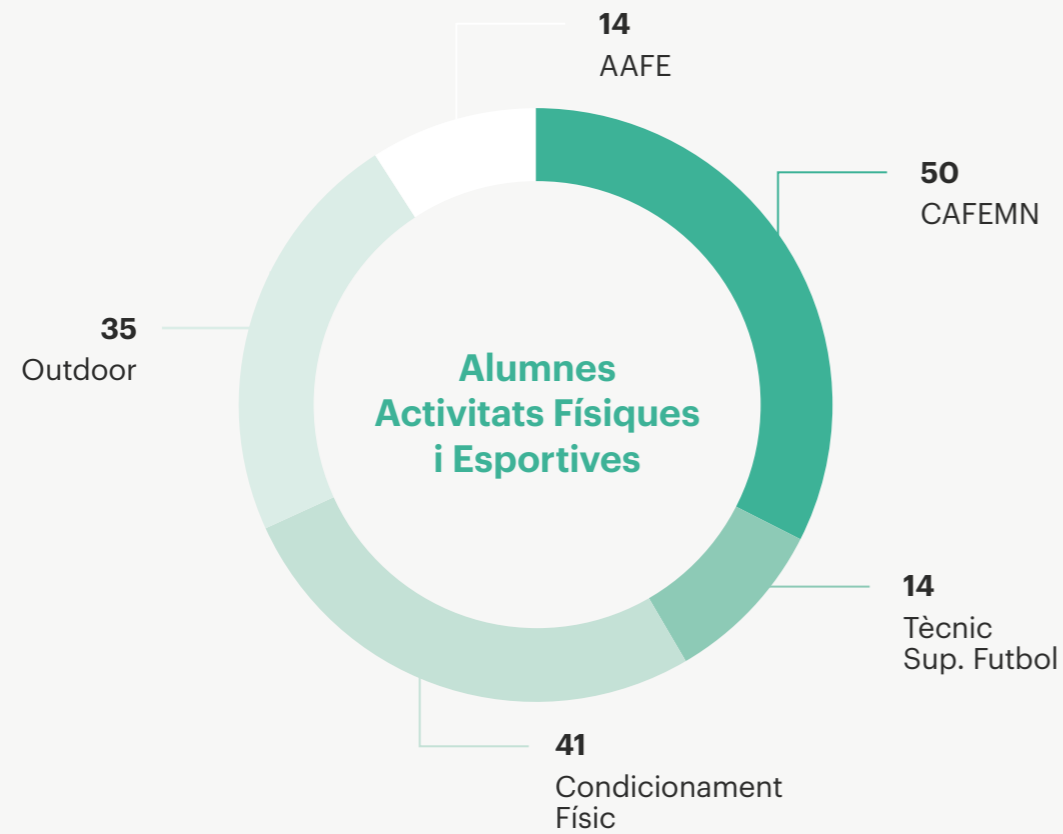 14
AAFE
50
CAFEMN
35
Outdoor
Alumnes
Activitats Físiques
i Esportives
14
Tècnic
Sup. Futbol
41
Condicionament
Físic